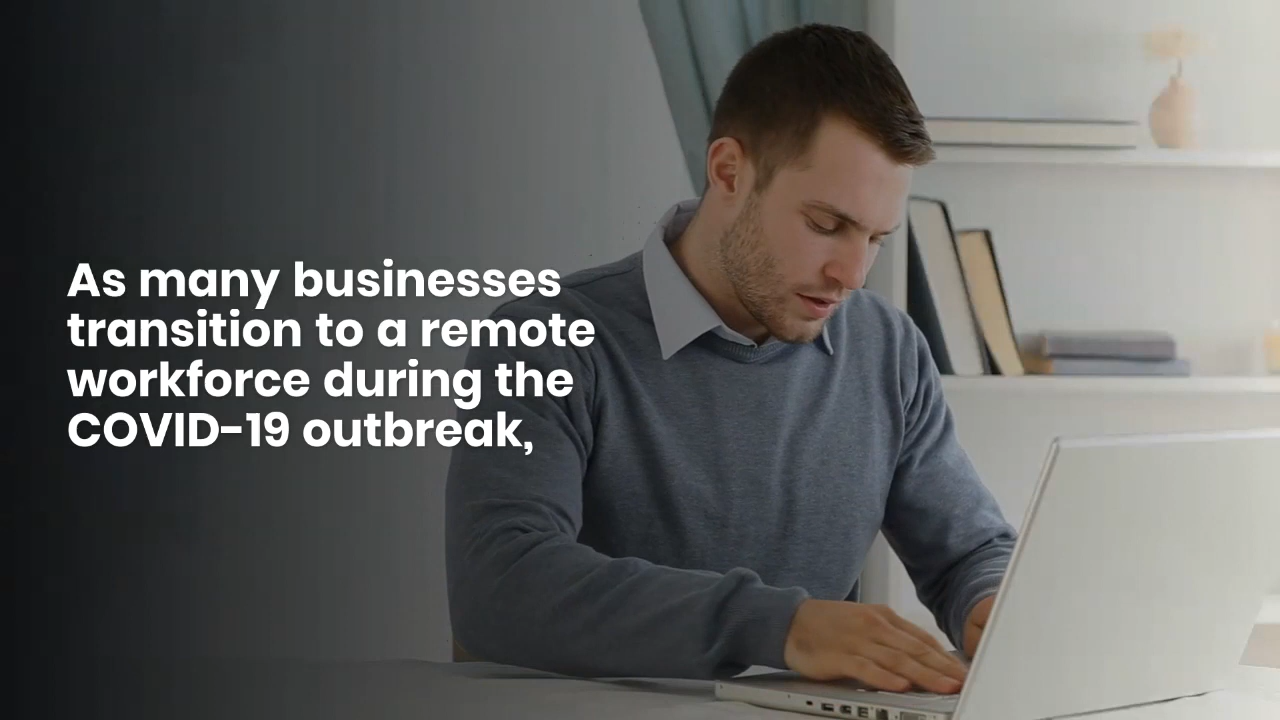 As many businesses
transition to a remote
workforce during the
COVID-19 outbreak,